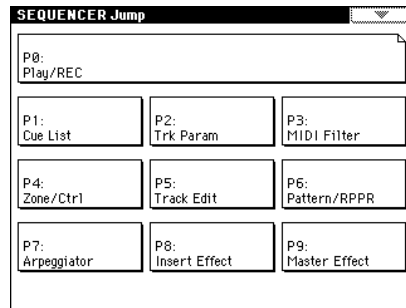 SEQUENCER Jump
P0:
Play/REC
P1:
Cue List
P2:
Trk Param
P3:
MIDI Filter
P4:
Zone/Ctrl
P5:
Track Edit
P6:
Pattern/RPPR
P7:
Arpeggiator
P8:
Insert Effect
P9:
Master Effect